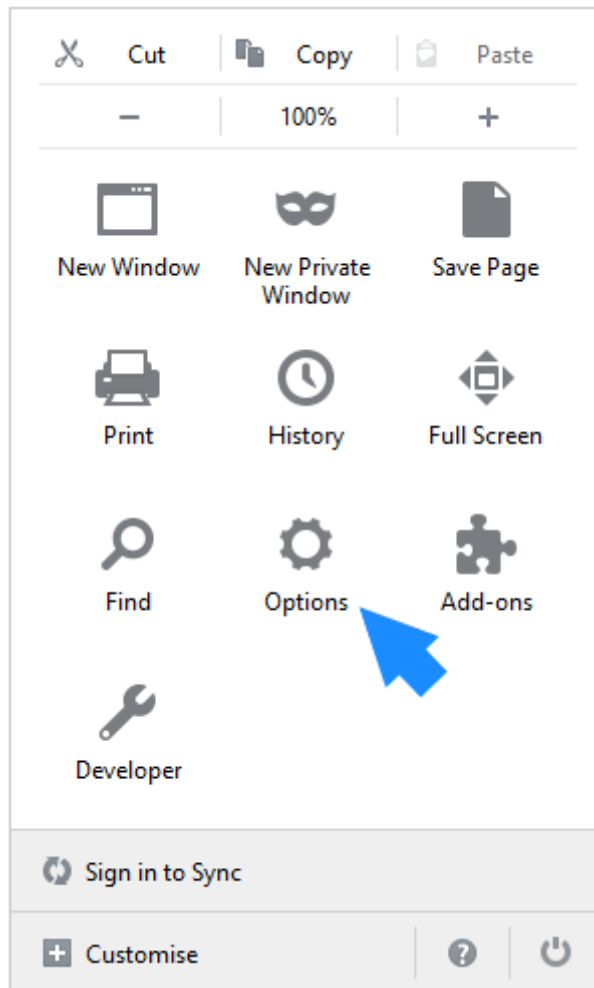 Cut Copy Paste
− 100% +
New Window New Private Window Save Page
Print History Full Screen
Find Options Add-ons
Developer
Sign in to Sync
Customise ?